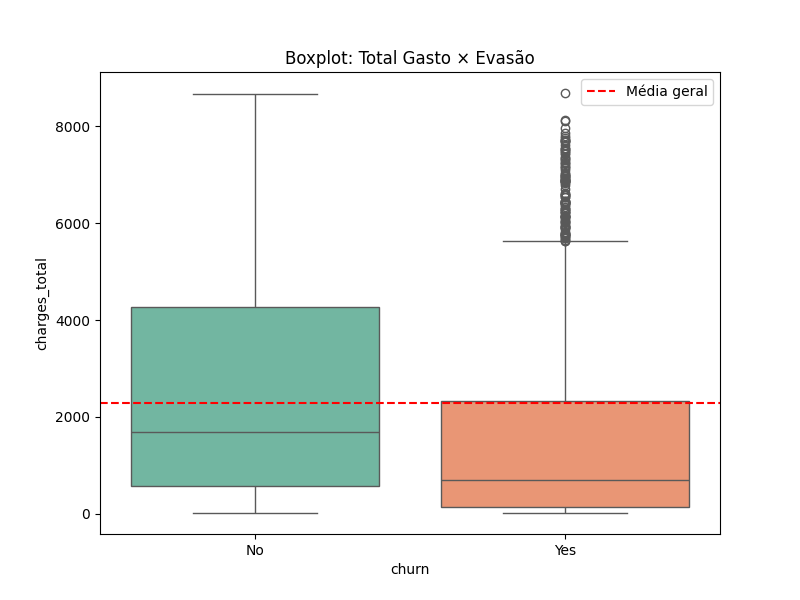 Boxplot: Total Gasto × Evasão
Média geral
charges_total
8000
6000
4000
2000
0
No
Yes
churn